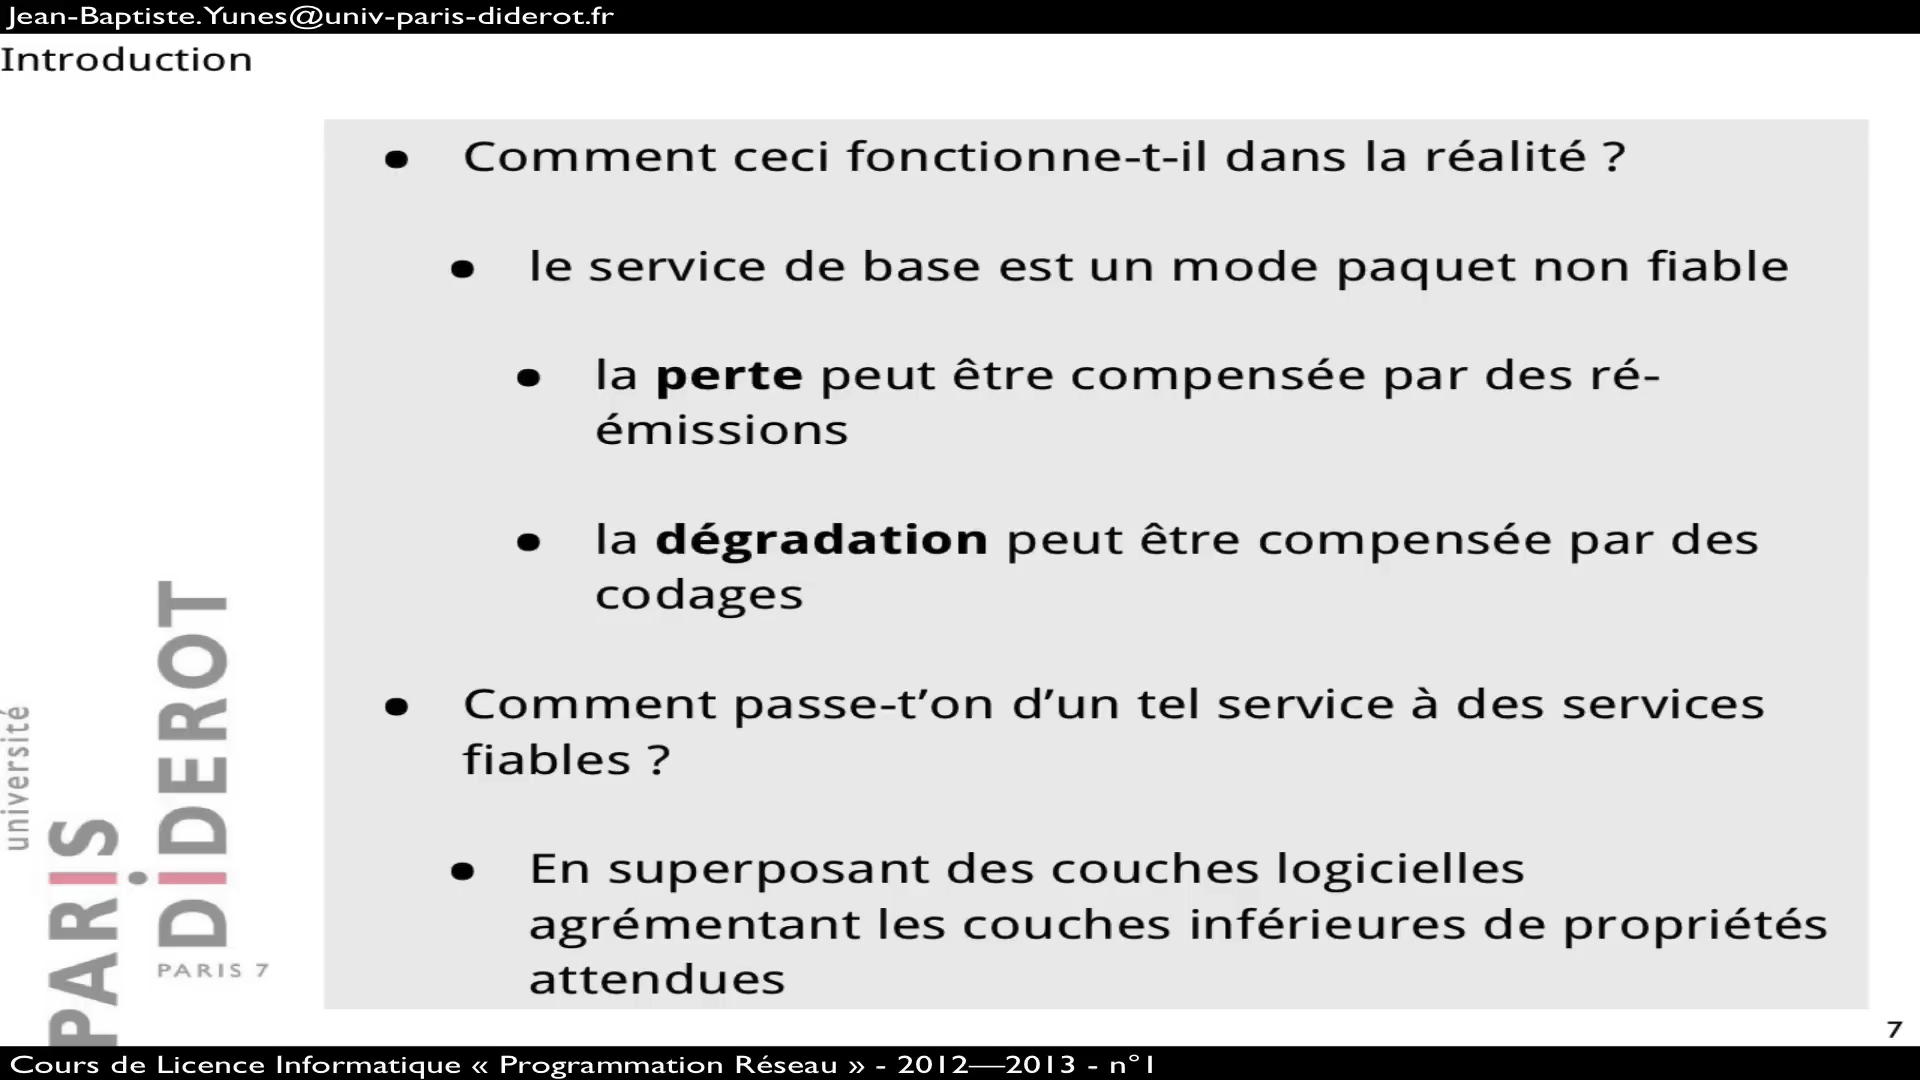 Jean-Baptiste.Yunes@univ-paris-diderot.fr
Introduction
• Comment ceci fonctionne-t-il dans la réalité ?
• le service de base est un mode paquet non fiable
• la perte peut être compensée par des ré-
émissions
• la dégradation peut être compensée par des
codages
• Comment passe-t’on d’un tel service à des services
fiables ?
• En superposant des couches logicielles
agrémentant les couches inférieures de propriétés
attendues
université
PARIS
DIDEROT
PARIS 7
7
Cours de Licence Informatique « Programmation Réseau » - 2012—2013 - n°1